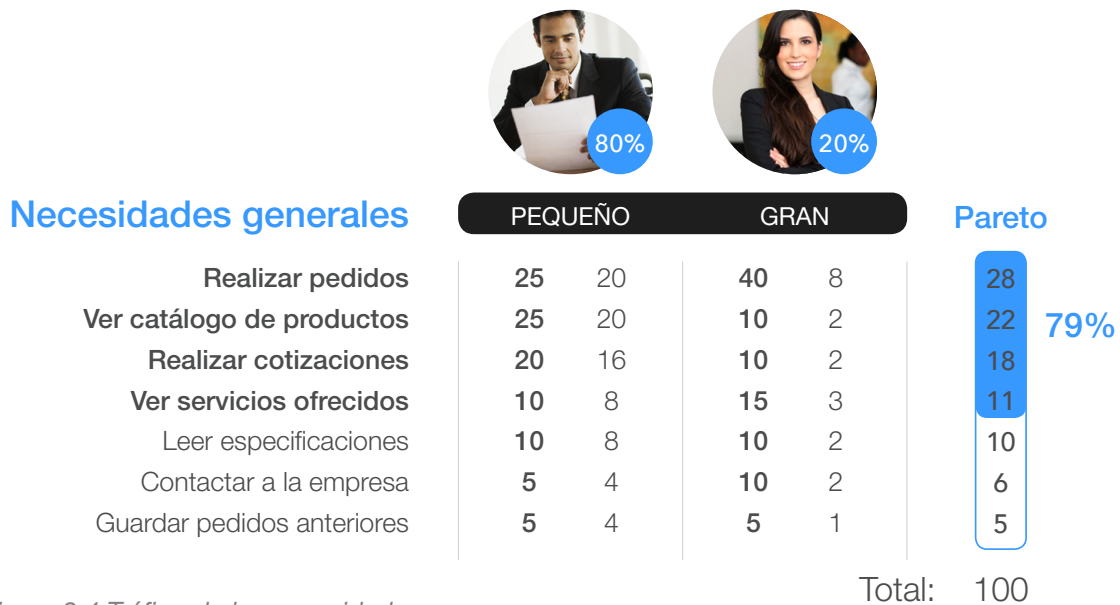 80% 20%
Necesidades generales PEQUEÑO GRAN Pareto
Realizar pedidos 25 20 40 8 28
Ver catálogo de productos 25 20 10 2 22 79%
Realizar cotizaciones 20 16 10 2 18
Ver servicios ofrecidos 10 8 15 3 11
Leer especificaciones 10 8 10 2 10
Contactar a la empresa 5 4 10 2 6
Guardar pedidos anteriores 5 4 5 1 5
Total: 100